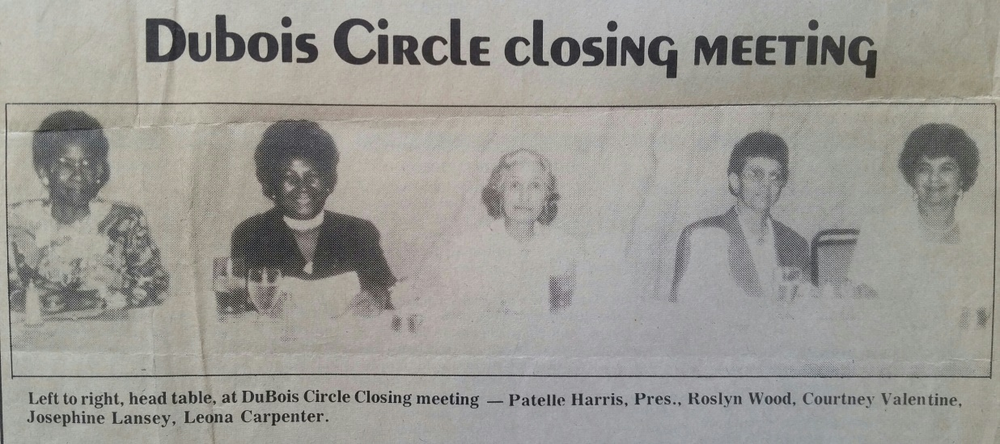 Dubois Circle closing MEETING
Left to right, head table, at DuBois Circle Closing meeting — Patelle Harris, Pres., Roslyn Wood, Courtney Valentine,
Josephine Lansey, Leona Carpenter.